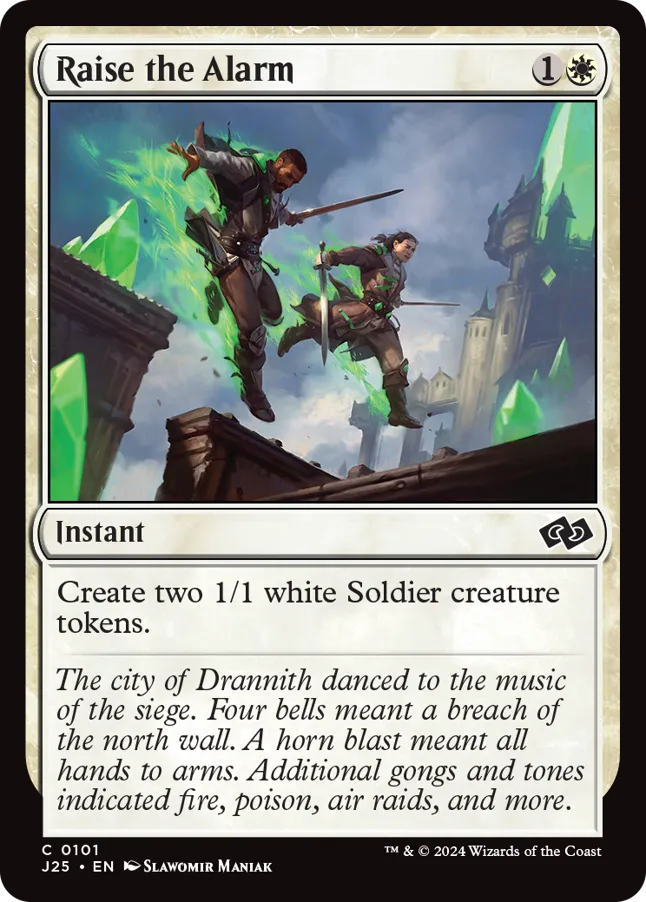 Raise the Alarm 1
Instant
Create two 1/1 white Soldier creature
tokens.
The city of Drannith danced to the music
of the siege. Four bells meant a breach of
the north wall. A horn blast meant all
hands to arms. Additional gongs and tones
indicated fire, poison, air raids, and more.
C 0101
J25 • EN SLAWOMIR MANIAK
™ & © 2024 Wizards of the Coast